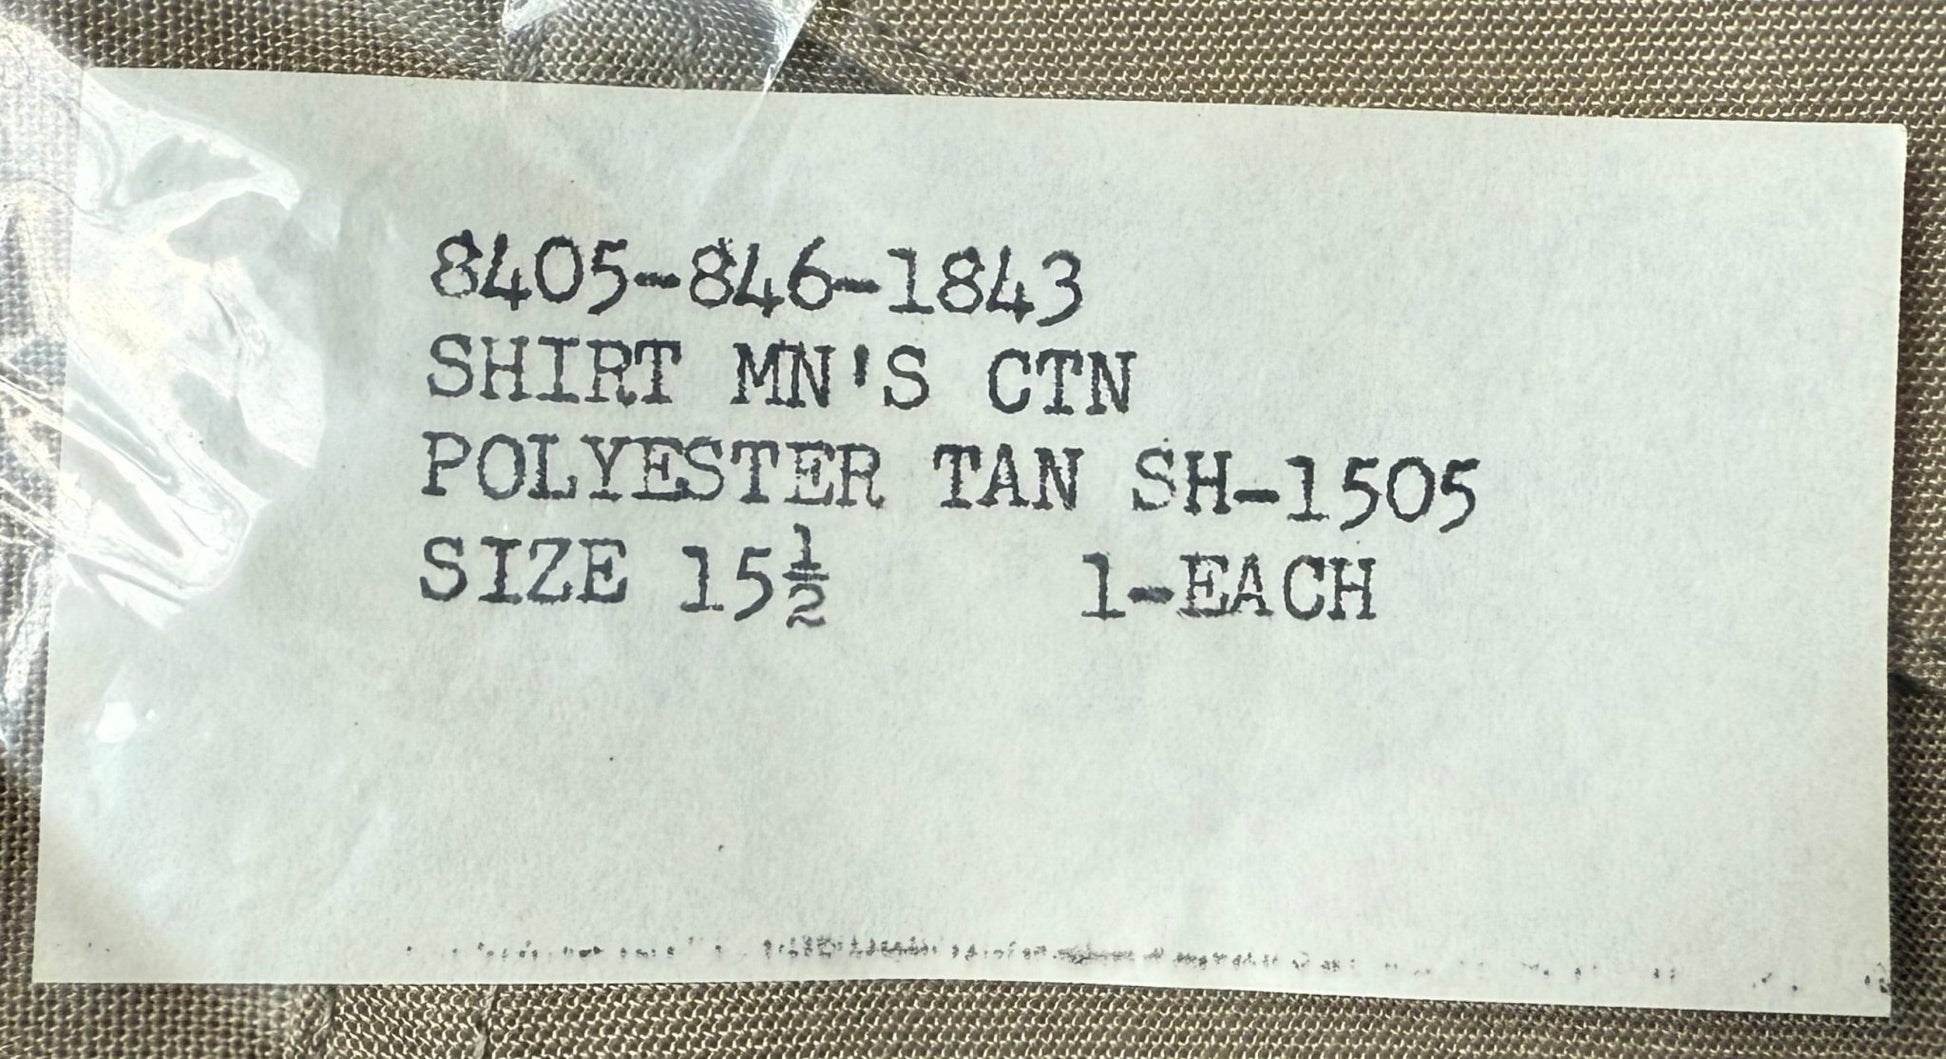 8405-846-1843
SHIRT MN'S CTN
POLYESTER TAN SH-1505
SIZE 15½ 1-EACH